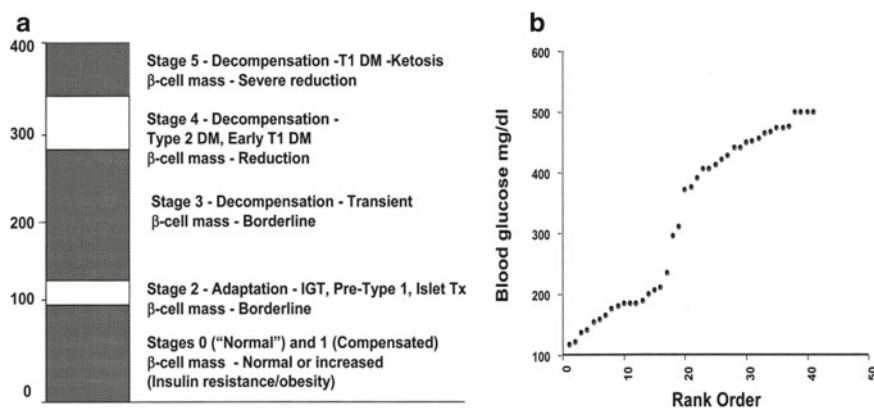 a
400
300
200
100
0
Stage 5 - Decompensation -T1 DM -Ketosis
β-cell mass - Severe reduction
Stage 4 - Decompensation -
Type 2 DM, Early T1 DM
β-cell mass - Reduction
Stage 3 - Decompensation - Transient
β-cell mass - Borderline
Stage 2 - Adaptation - IGT, Pre-Type 1, Islet Tx
β-cell mass - Borderline
Stages 0 (“Normal”) and 1 (Compensated)
β-cell mass - Normal or increased
(Insulin resistance/obesity)
b
Blood glucose mg/dl
600
500
400
300
200
100
0
10
20
30
40
50
Rank Order